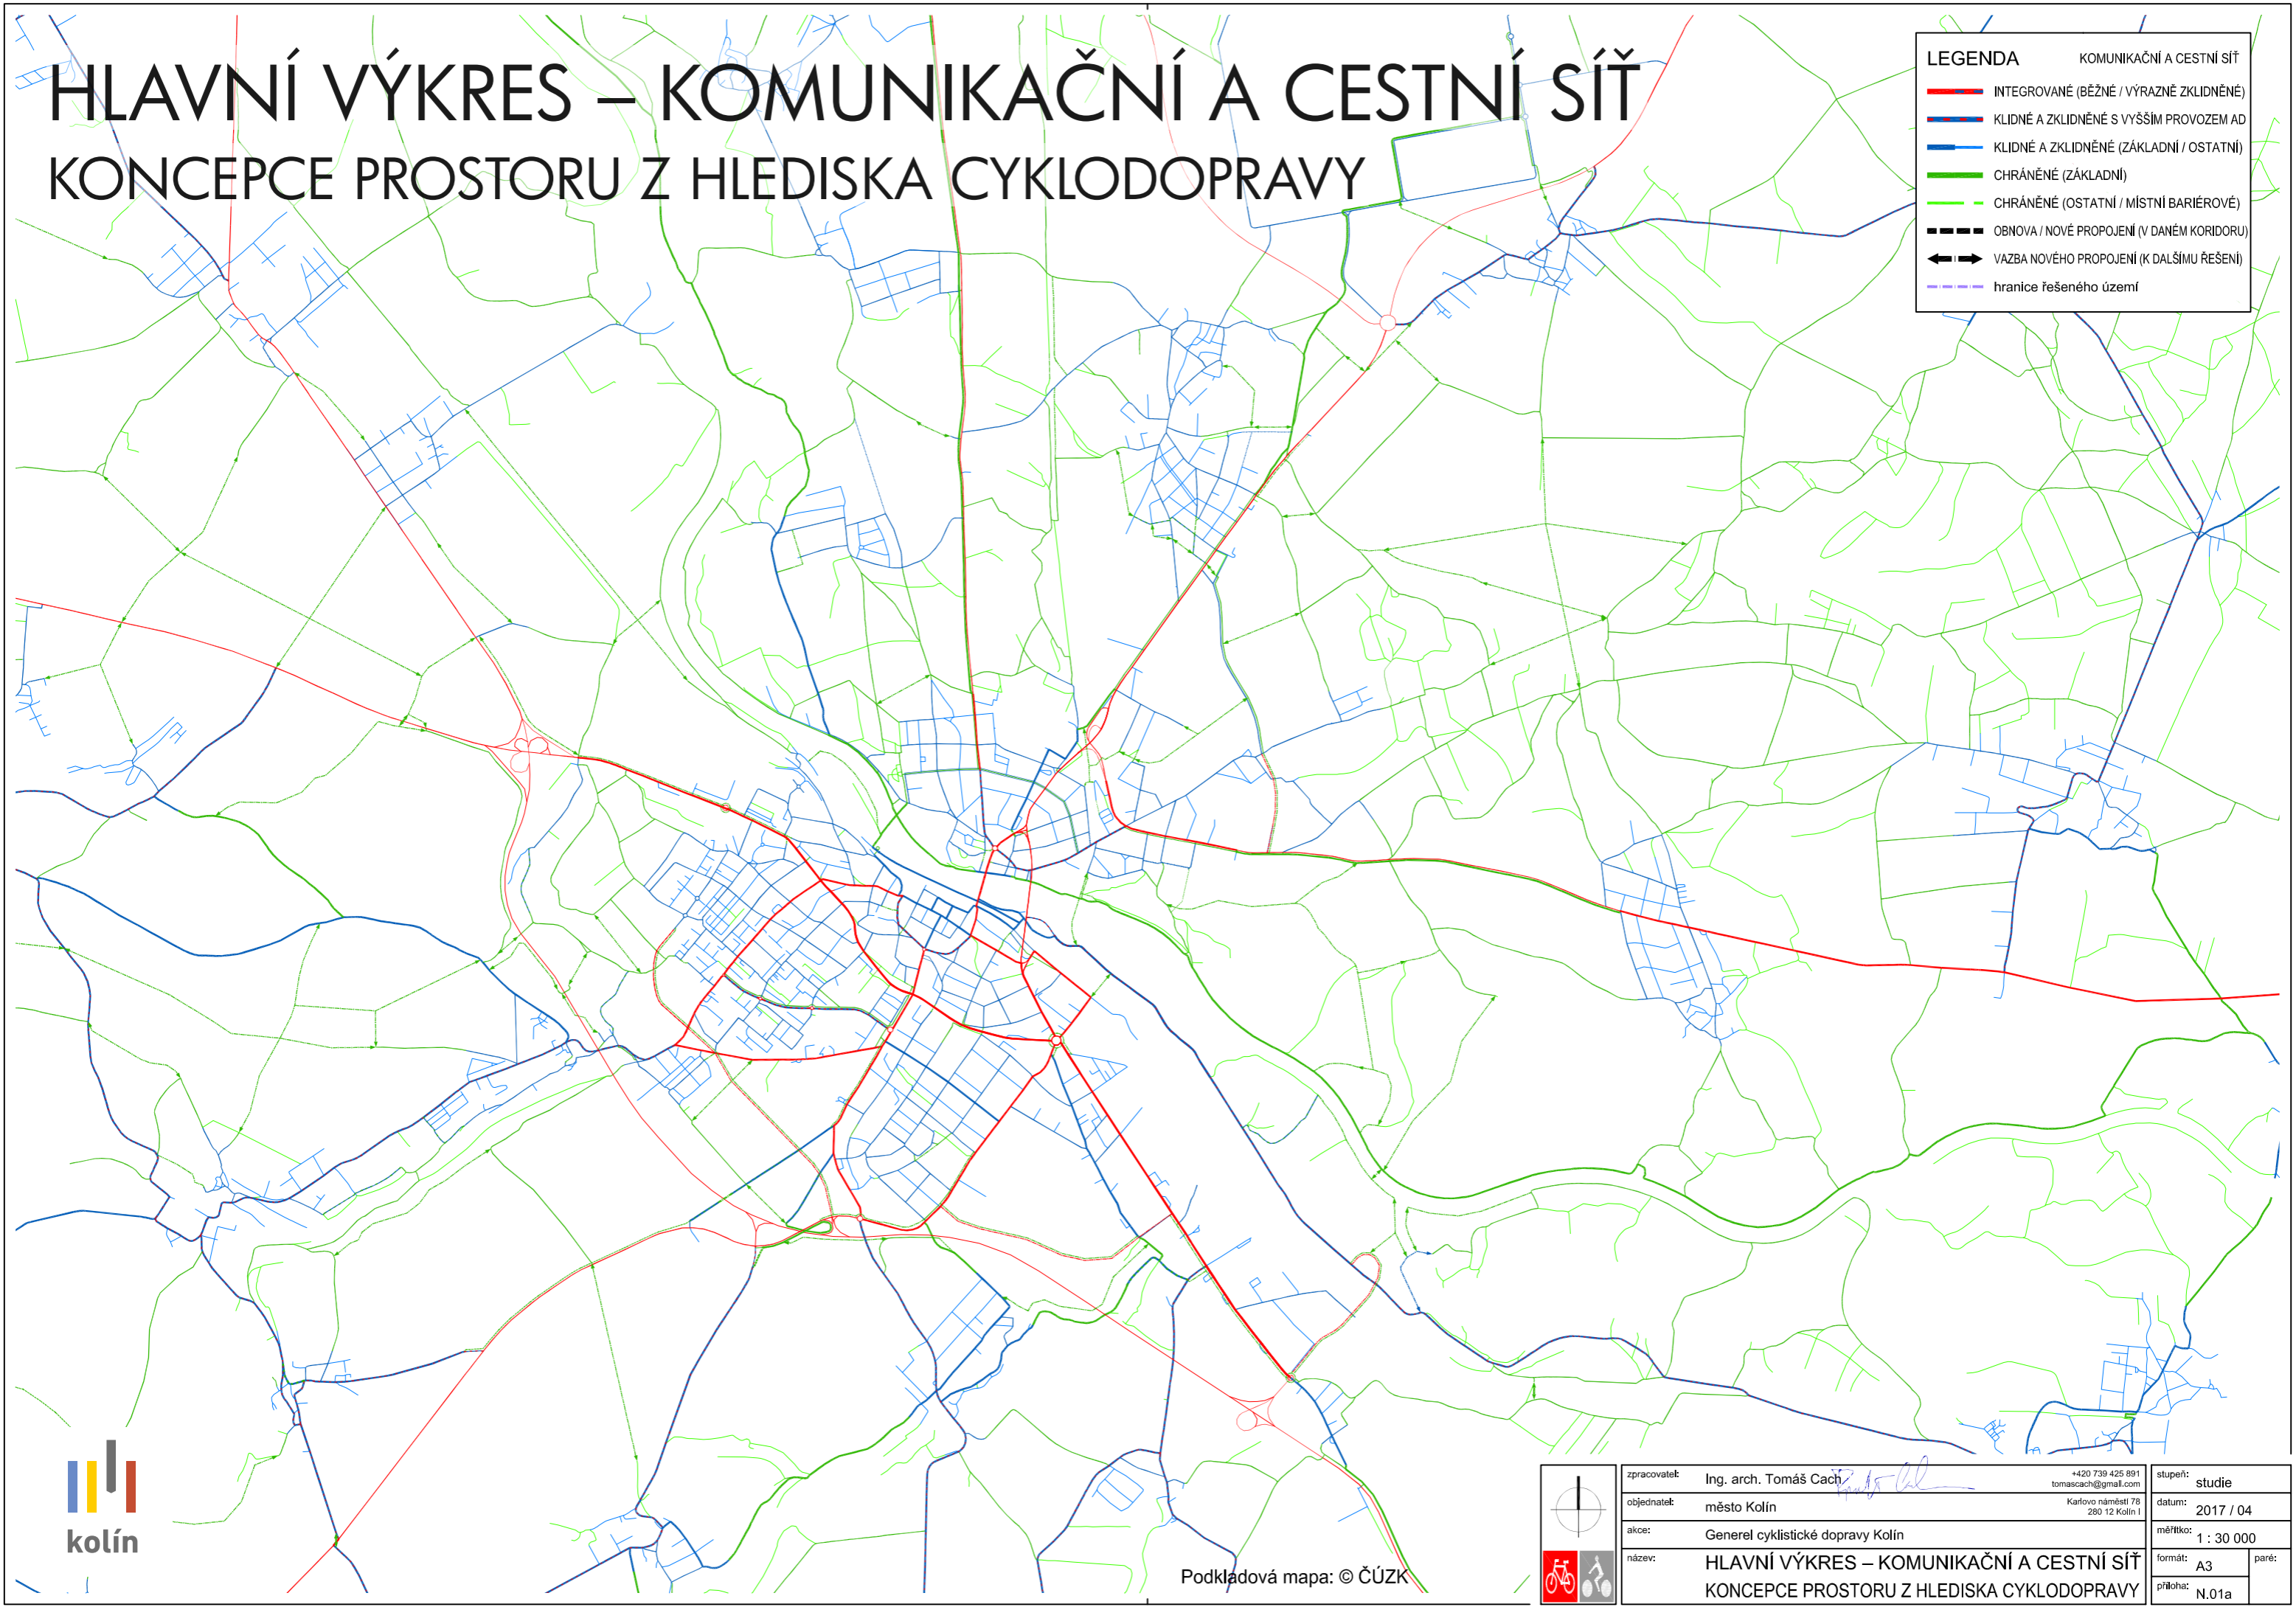 HLAVNÍ VÝKRES – KOMUNIKAČNÍ A CESTNÍ SÍŤ
KONCEPCE PROSTORU Z HLEDISKA CYKLODOPRAVY
LEGENDA KOMUNIKAČNÍ A CESTNÍ SÍŤ
INTEGROVANÉ (BĚŽNÉ / VÝRAZNĚ ZKLIDNĚNÉ)
KLIDNÉ A ZKLIDNĚNÉ S VYŠŠÍM PROVOZEM AD
KLIDNÉ A ZKLIDNĚNÉ (ZÁKLADNÍ / OSTATNÍ)
CHRÁNĚNÉ (ZÁKLADNÍ)
CHRÁNĚNÉ (OSTATNÍ / MÍSTNÍ BARIÉROVÉ)
OBNOVA / NOVÉ PROPOJENÍ (V DANÉM KORIDORU)
VAZBA NOVÉHO PROPOJENÍ (K DALŠÍMU ŘEŠENÍ)
hranice řešeného území
kolín
Podkladová mapa: © ČÚZK
zpracovatel: Ing. arch. Tomáš Cach +420 739 425 891
tomascach@gmail.com
objednatel: město Kolín Karlovo náměstí 78
280 12 Kolín I
akce: Generel cyklistické dopravy Kolín
název: HLAVNÍ VÝKRES – KOMUNIKAČNÍ A CESTNÍ SÍŤ
KONCEPCE PROSTORU Z HLEDISKA CYKLODOPRAVY
stupeň: studie
datum: 2017 / 04
měřítko: 1 : 30 000
formát: A3 paré:
příloha: N.01a